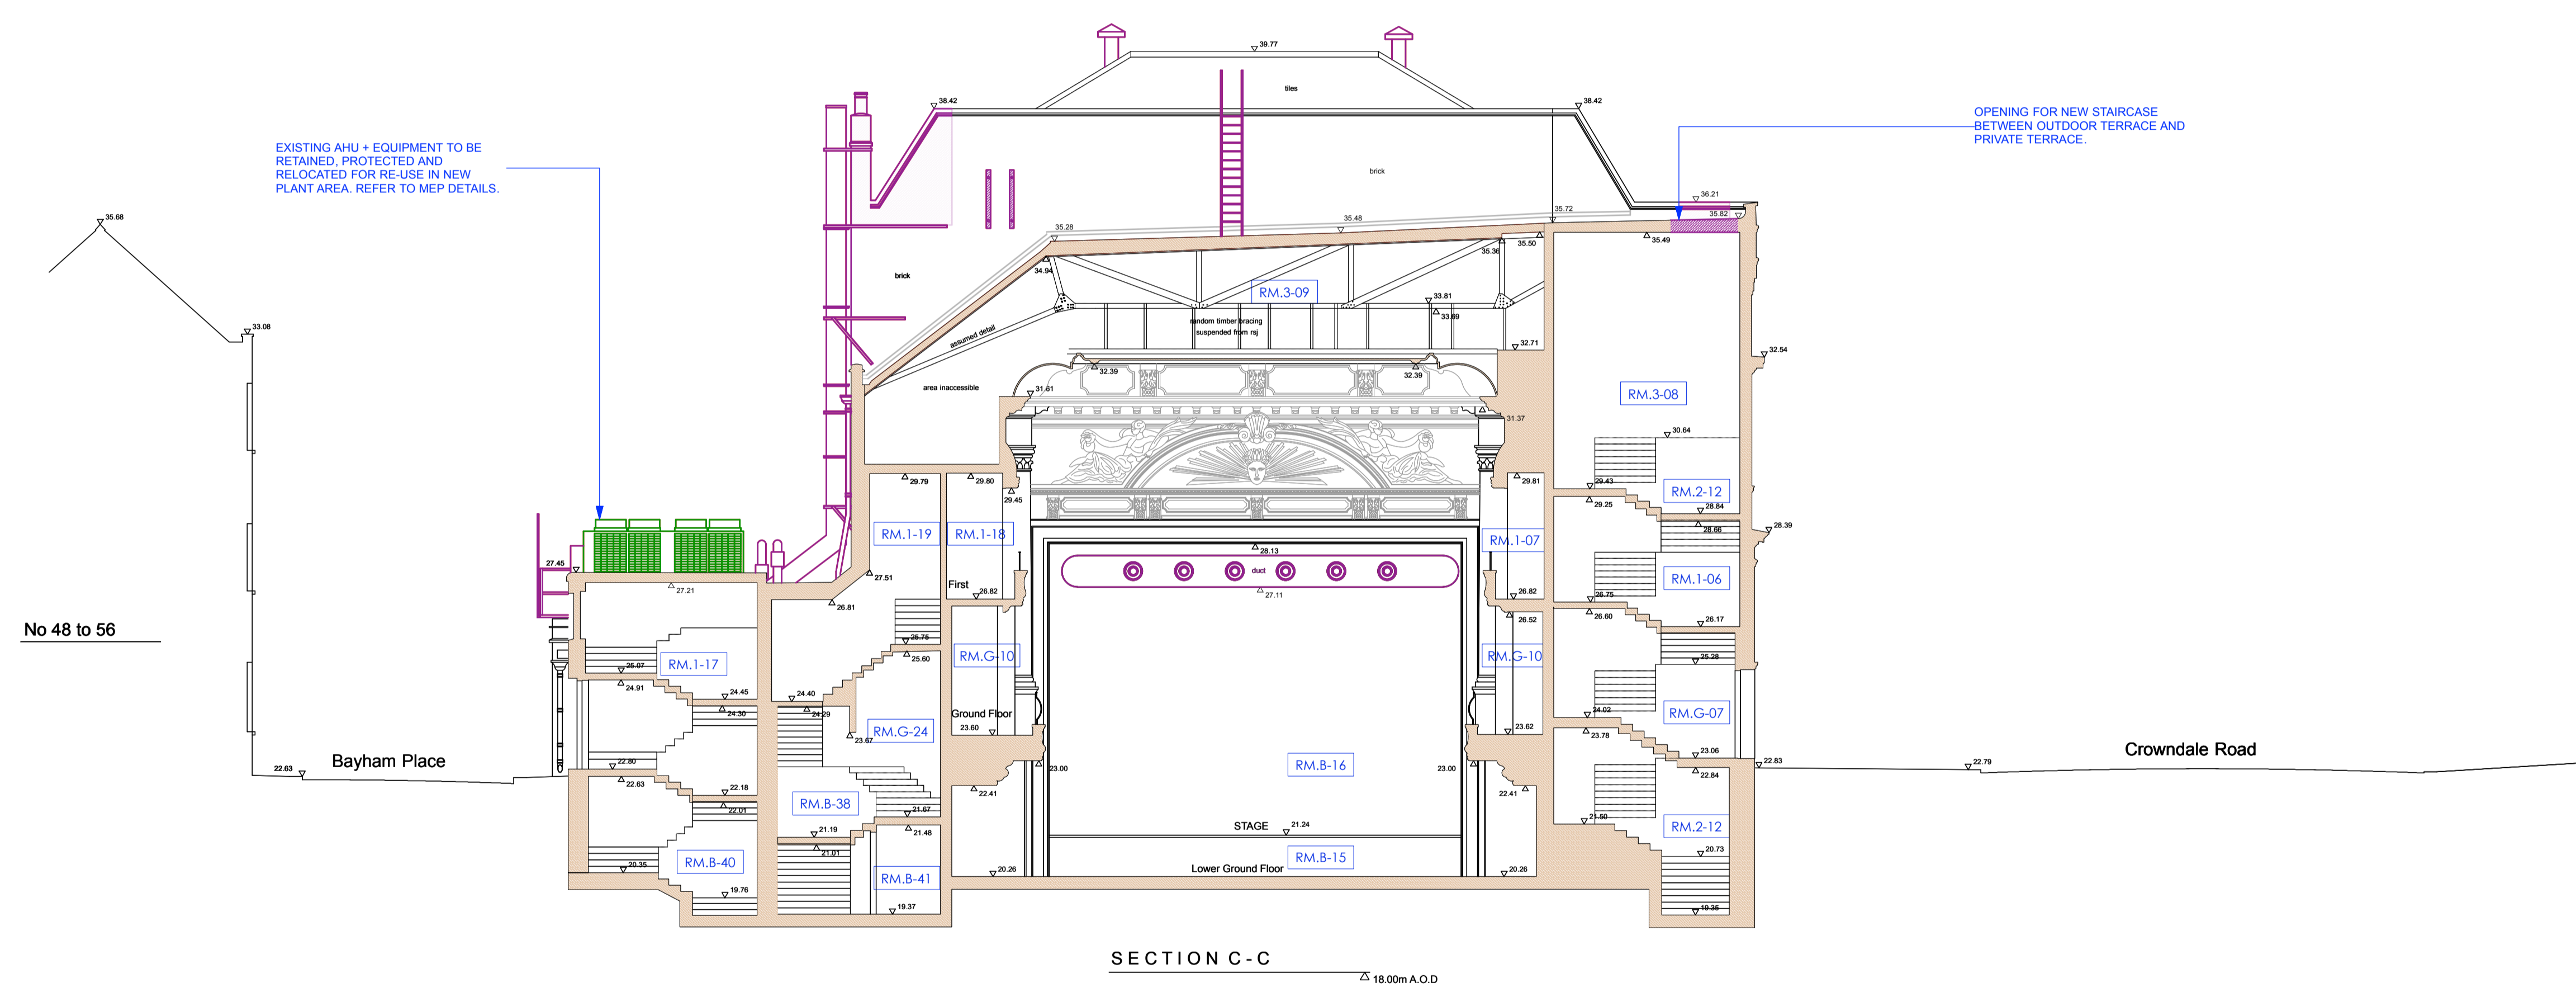 39.77
tiles
38.42
38.42
OPENING FOR NEW STAIRCASE
BETWEEN OUTDOOR TERRACE AND
PRIVATE TERRACE.
EXISTING AHU + EQUIPMENT TO BE
RETAINED, PROTECTED AND
RELOCATED FOR RE-USE IN NEW
PLANT AREA. REFER TO MEP DETAILS.
brick
36.21
35.68
35.28
35.48
35.72
35.82
35.49
35.50
35.36
34.94
brick
RM.3-09
33.81
33.69
random timber bracing
suspended from rsj
33.08
assumed detail
32.71
32.54
32.39
32.39
area inaccessible
31.61
RM.3-08
31.37
30.64
29.79
29.80
29.45
29.81
29.43
29.25
RM.2-12
28.84
28.66
28.39
RM.1-19
RM.1-18
RM.1-07
28.13
duct
27.11
27.45
27.21
27.51
26.81
First
26.82
26.82
RM.1-06
26.75
26.60
26.52
26.17
No 48 to 56
25.75
25.60
RM.1-17
25.07
24.91
24.45
24.30
24.40
24.29
RM.G-10
RM.G-10
25.28
Ground Floor
23.60
23.62
RM.G-07
24.02
23.78
23.67
RM.G-24
23.06
22.84
22.83
22.79
Crowndale Road
Bayham Place
22.63
22.80
22.63
22.18
22.01
23.00
23.00
RM.B-16
22.41
22.41
RM.B-38
21.67
21.48
21.19
21.01
STAGE
21.24
21.50
RM.2-12
20.73
RM.B-40
20.35
19.76
RM.B-41
19.37
20.26
Lower Ground Floor
RM.B-15
20.26
19.35
SECTION C-C
18.00m A.O.D